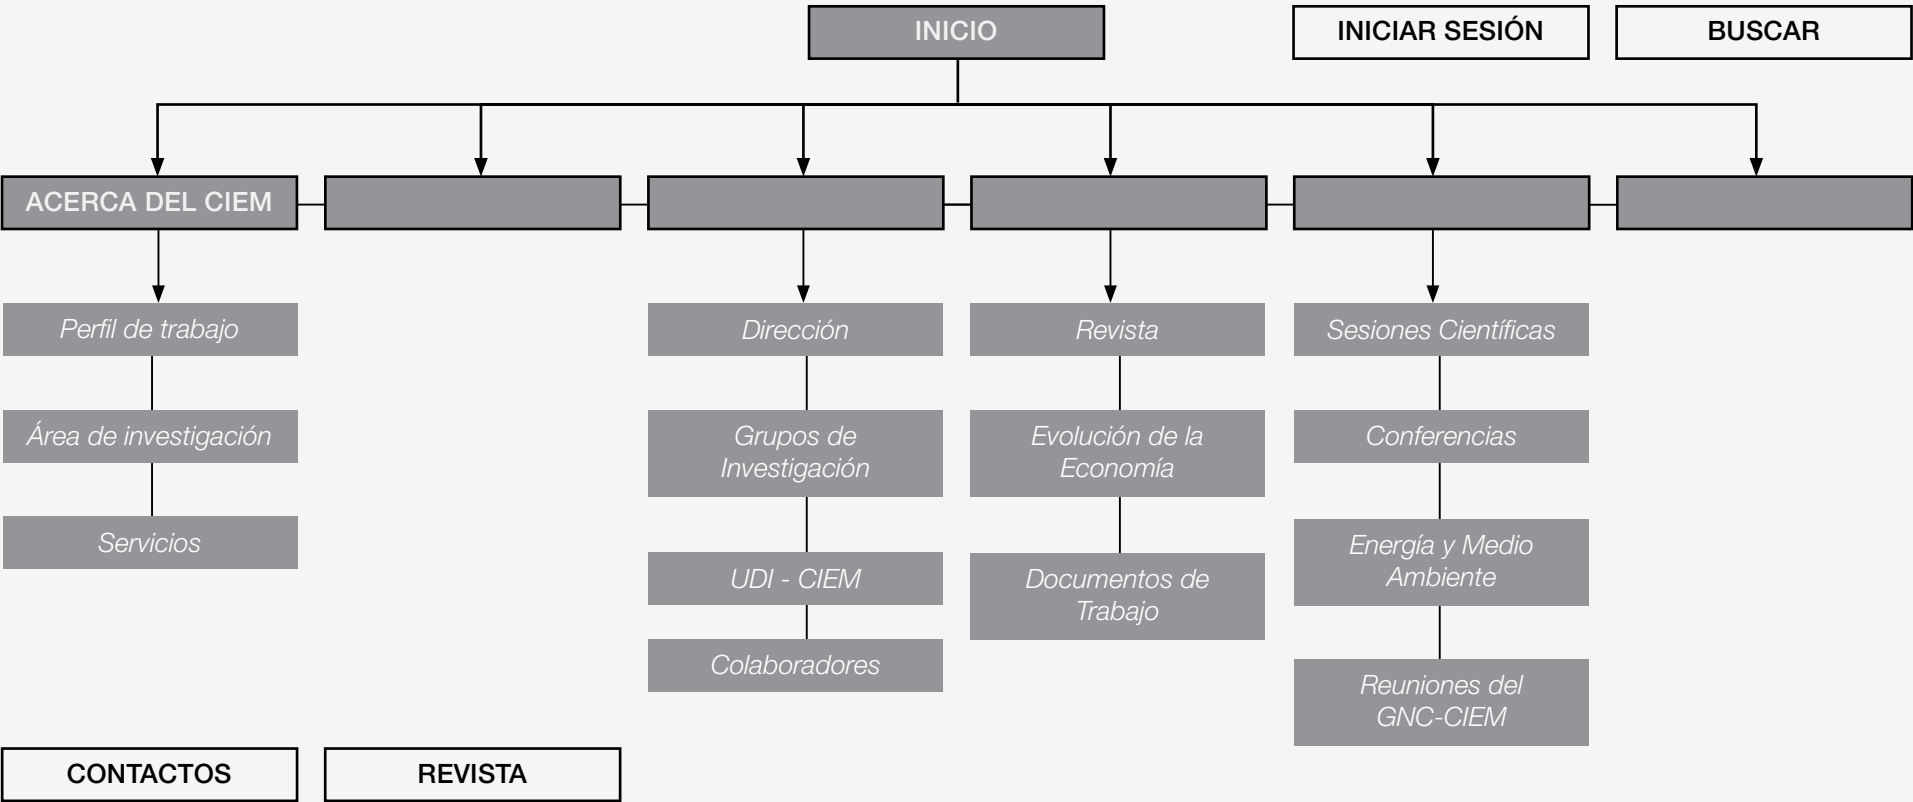 INICIO
INICIAR SESIÓN
BUSCAR
ACERCA DEL CIEM
Perfil de trabajo
Área de investigación
Servicios
Dirección
Grupos de
Investigación
UDI - CIEM
Colaboradores
Revista
Evolución de la
Economía
Documentos de
Trabajo
Sesiones Científicas
Conferencias
Energía y Medio
Ambiente
Reuniones del
GNC-CIEM
CONTACTOS
REVISTA